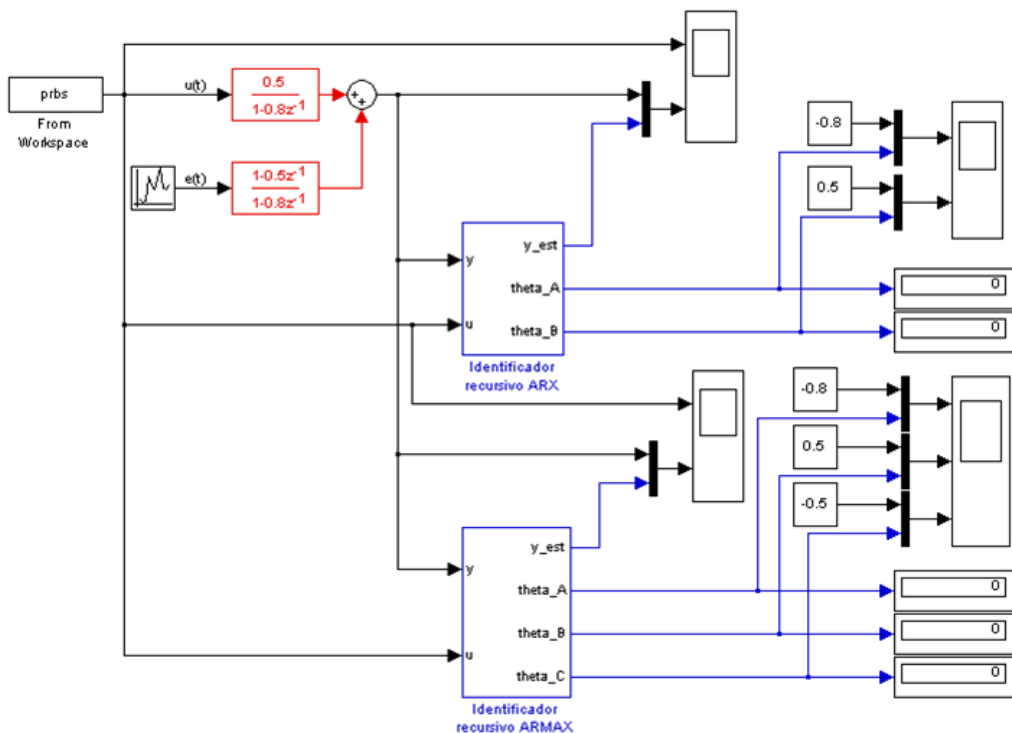 prbs
From
Workspace
u(t)
0.5
1-0.8z-1
+
+
e(t)
1-0.5z-1
1-0.8z-1
y
u
y_est
theta_A
theta_B
Identificador
recursivo ARX
-0.8
0.5
0
0
y
u
y_est
theta_A
theta_B
theta_C
Identificador
recursivo ARMAX
-0.8
0.5
-0.5
0
0
0